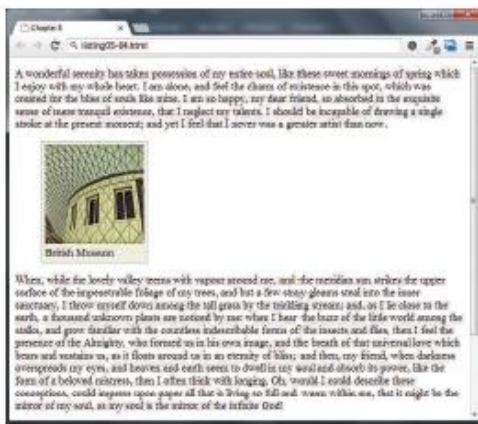 Chapter 5
listing05-04.html
A wonderful serenity has taken possession of my entire soul, like these sweet mornings of spring which
I enjoy with my whole heart. I am alone, and feel the charm of existence in this spot, which was
created for the bliss of souls like mine. I am so happy, my dear friend, so absorbed in the exquisite
sense of mere tranquil existence, that I neglect my talents. I should be incapable of drawing a single
stroke at the present moment; and yet I feel that I never was a greater artist than now.
British Museum
When, while the lovely valley teems with vapour around me, and the meridian sun strikes the upper
surface of the impenetrable foliage of my trees, and but a few stray gleams steal into the inner
sanctuary, I throw myself down among the tall grass by the trickling stream; and, as I lie close to the
earth, a thousand unknown plants are noticed by me: when I hear the buzz of the little world among the
stalks, and grow familiar with the countless indescribable forms of the insects and flies, then I feel the
presence of the Almighty, who formed us in his own image, and the breath of that universal love which
bears and sustains us, as it floats around us in an eternity of bliss; and then, my friend, when darkness
overspreads my eyes, and heaven and earth seem to dwell in my soul and absorb its power, like the
form of a beloved mistress, then I often think with longing, Oh, would I could describe these
conceptions, could impress upon paper all that is living so full and warm within me, that it might be the
mirror of my soul, as my soul is the mirror of the infinite God!